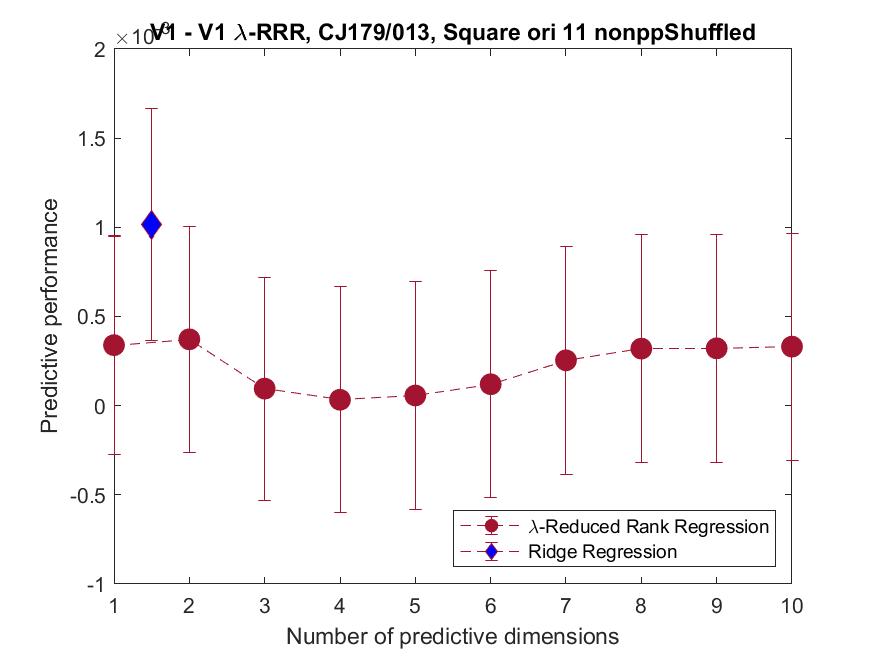 ×10⁻³
V1 - V1 λ-RRR, CJ179/013, Square ori 11 nonppShuffled
2
1.5
1
0.5
0
-0.5
-1
Predictive performance
λ-Reduced Rank Regression
Ridge Regression
1 2 3 4 5 6 7 8 9 10
Number of predictive dimensions